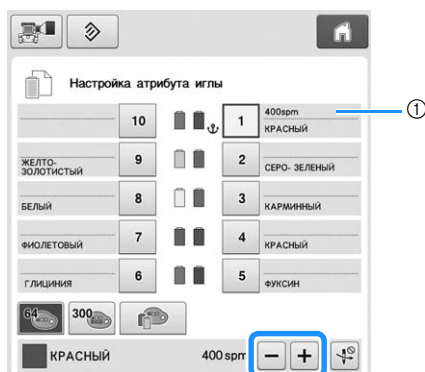 Настройка атрибута иглы
10
1
400spm
КРАСНЫЙ
①
ЖЕЛТО-
ЗОЛОТИСТЫЙ
9
2
СЕРО- ЗЕЛЕНЫЙ
БЕЛЫЙ
8
3
КАРМИННЫЙ
ФИОЛЕТОВЫЙ
7
4
КРАСНЫЙ
ГЛИЦИНИЯ
6
5
ФУКСИН
64
300
КРАСНЫЙ
400 spm
− +